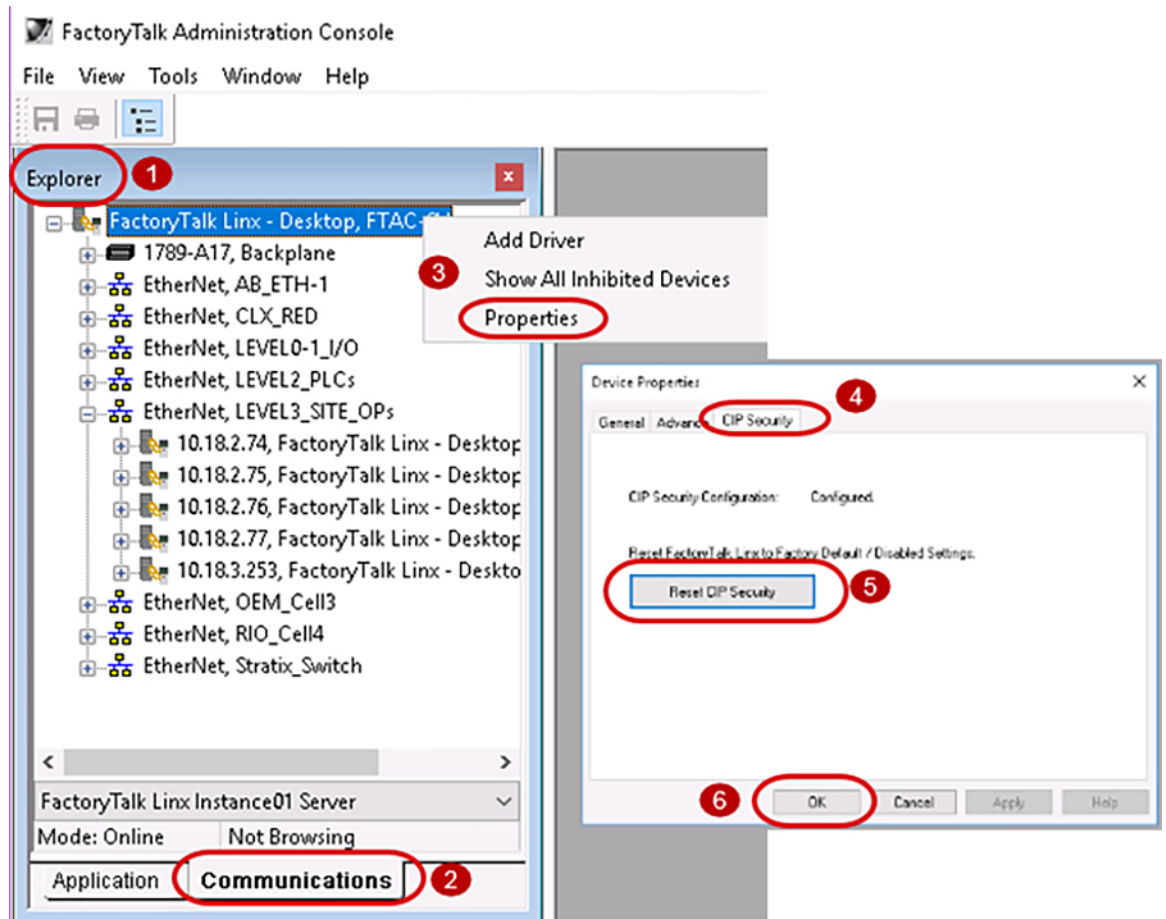 FactoryTalk Administration Console
File View Tools Window Help
Explorer
1
FactoryTalk Linx - Desktop, FTAC-
1789-A17, Backplane
EtherNet, AB_ETH-1
EtherNet, CLX_RED
EtherNet, LEVEL0-1_I/O
EtherNet, LEVEL2_PLCs
EtherNet, LEVEL3_SITE_OPs
10.18.2.74, FactoryTalk Linx - Desktop
10.18.2.75, FactoryTalk Linx - Desktop
10.18.2.76, FactoryTalk Linx - Desktop
10.18.2.77, FactoryTalk Linx - Desktop
10.18.3.253, FactoryTalk Linx - Deskto
EtherNet, OEM_Cell3
EtherNet, RIO_Cell4
EtherNet, Stratix_Switch
FactoryTalk Linx Instance01 Server
Mode: Online Not Browsing
Application Communications 2
Add Driver
3 Show All Inhibited Devices
Properties
Device Properties
4
General Advanc CIP Security
CIP Security Configuration: Configured.
Reset FactoryTalk Linx to Factory Default / Disabled Settings.
Reset CIP Security 5
6 OK Cancel Apply Help